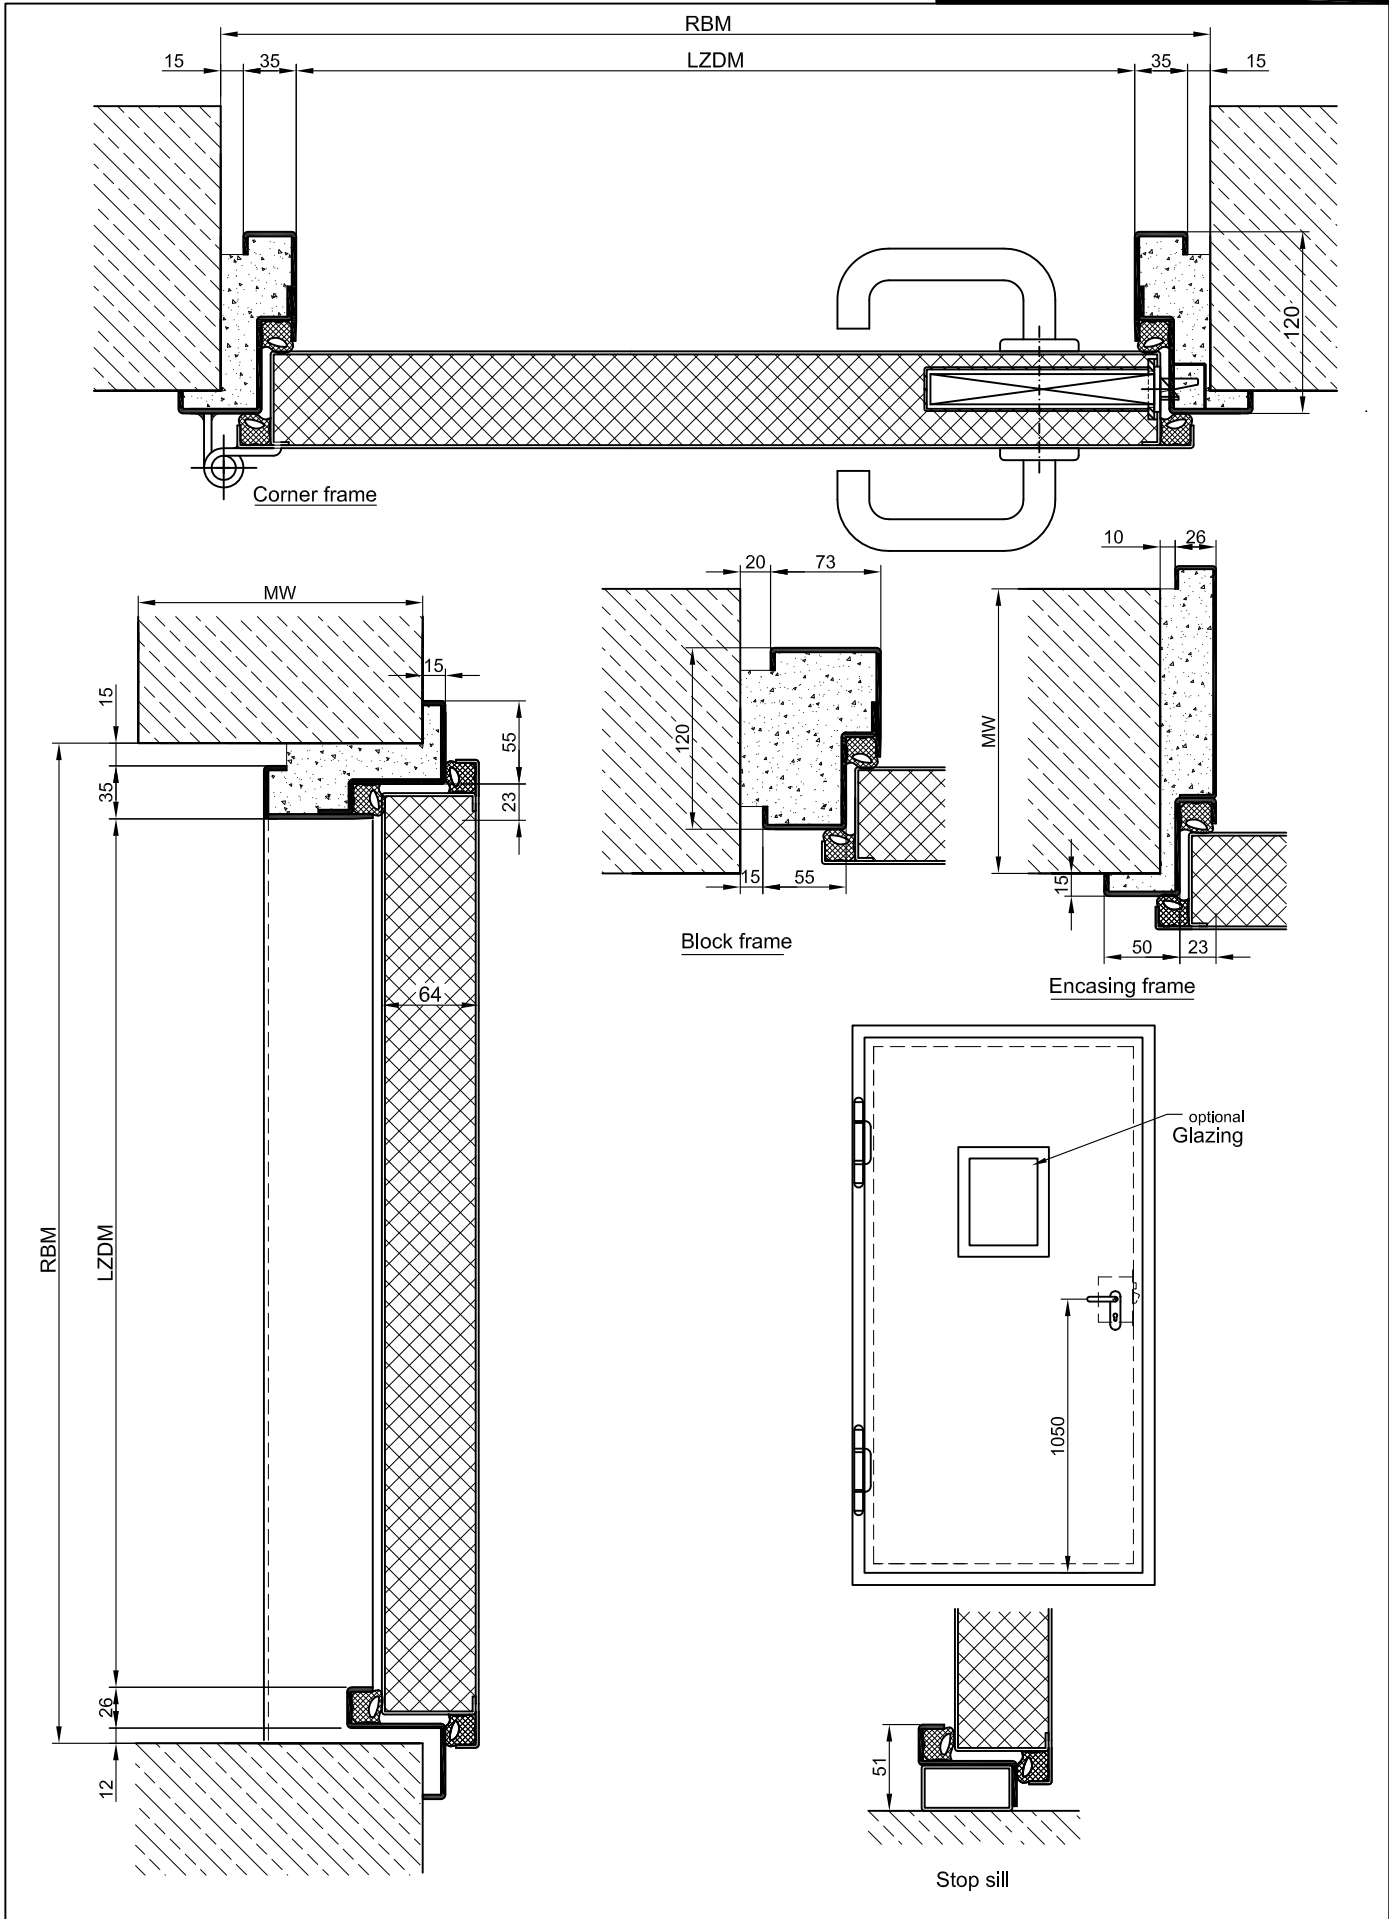 RBM
15 35 LZDM 35 15
120
Corner frame
MW
15
15
55
35
23
64
RBM
LZDM
26
12
20 73
120
15 55
Block frame
10 26
MW
15
50 23
Encasing frame
optional
Glazing
1050
51
Stop sill